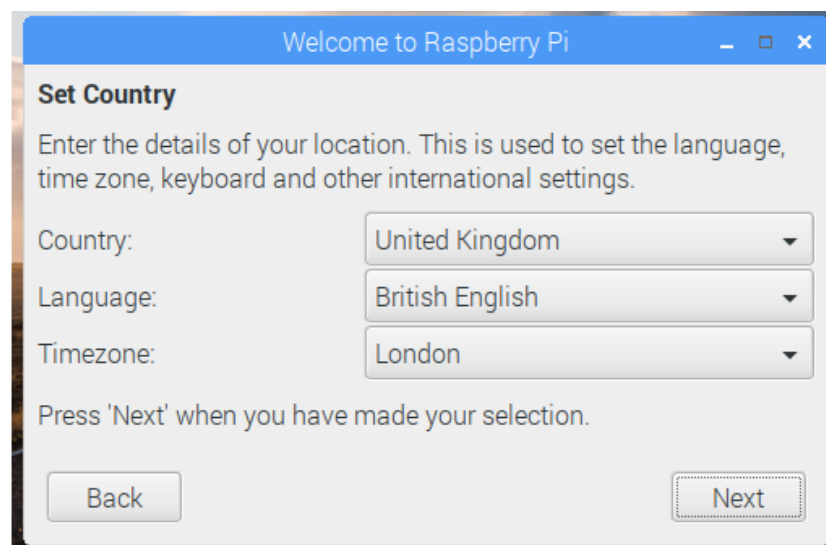 Welcome to Raspberry Pi
Set Country
Enter the details of your location. This is used to set the language,
time zone, keyboard and other international settings.
Country: United Kingdom
Language: British English
Timezone: London
Press 'Next' when you have made your selection.
Back Next